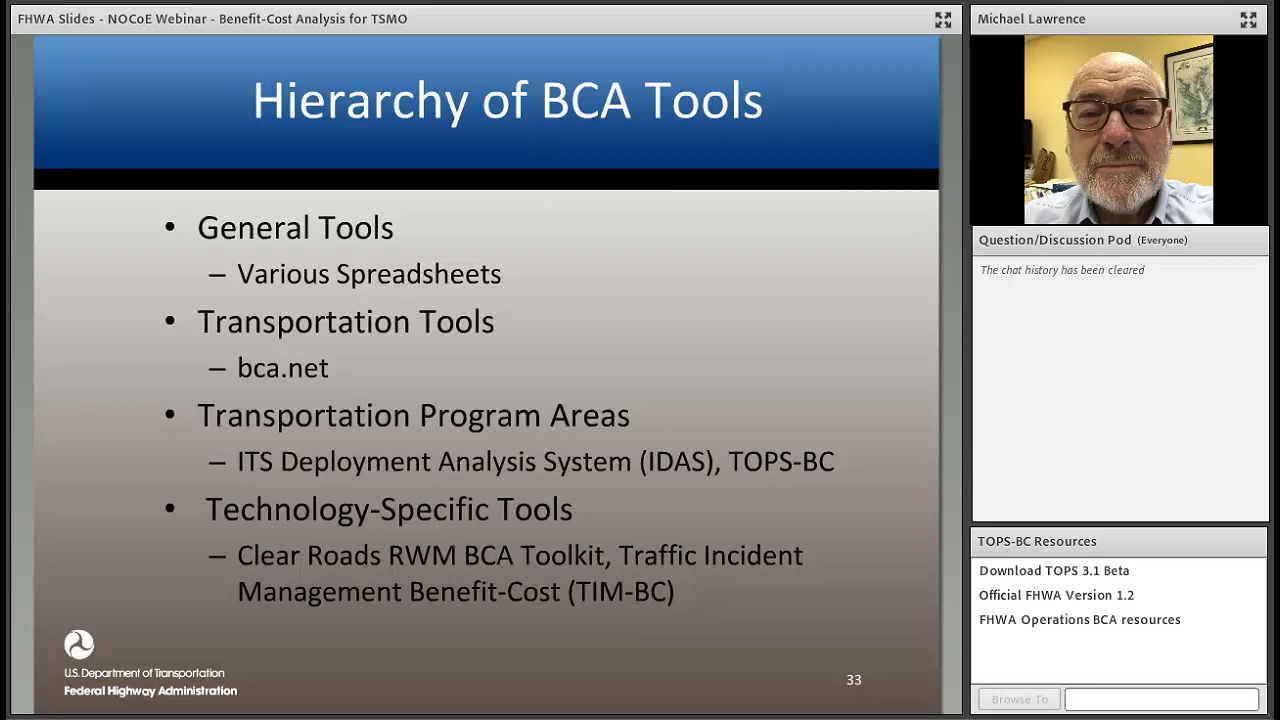 FHWA Slides - NOCoE Webinar - Benefit-Cost Analysis for TSMO
Hierarchy of BCA Tools
• General Tools
– Various Spreadsheets
• Transportation Tools
– bca.net
• Transportation Program Areas
– ITS Deployment Analysis System (IDAS), TOPS-BC
• Technology-Specific Tools
– Clear Roads RWM BCA Toolkit, Traffic Incident
Management Benefit-Cost (TIM-BC)
U.S. Department of Transportation
Federal Highway Administration
33
Michael Lawrence
Question/Discussion Pod (Everyone)
The chat history has been cleared
TOPS-BC Resources
Download TOPS 3.1 Beta
Official FHWA Version 1.2
FHWA Operations BCA resources
Browse To